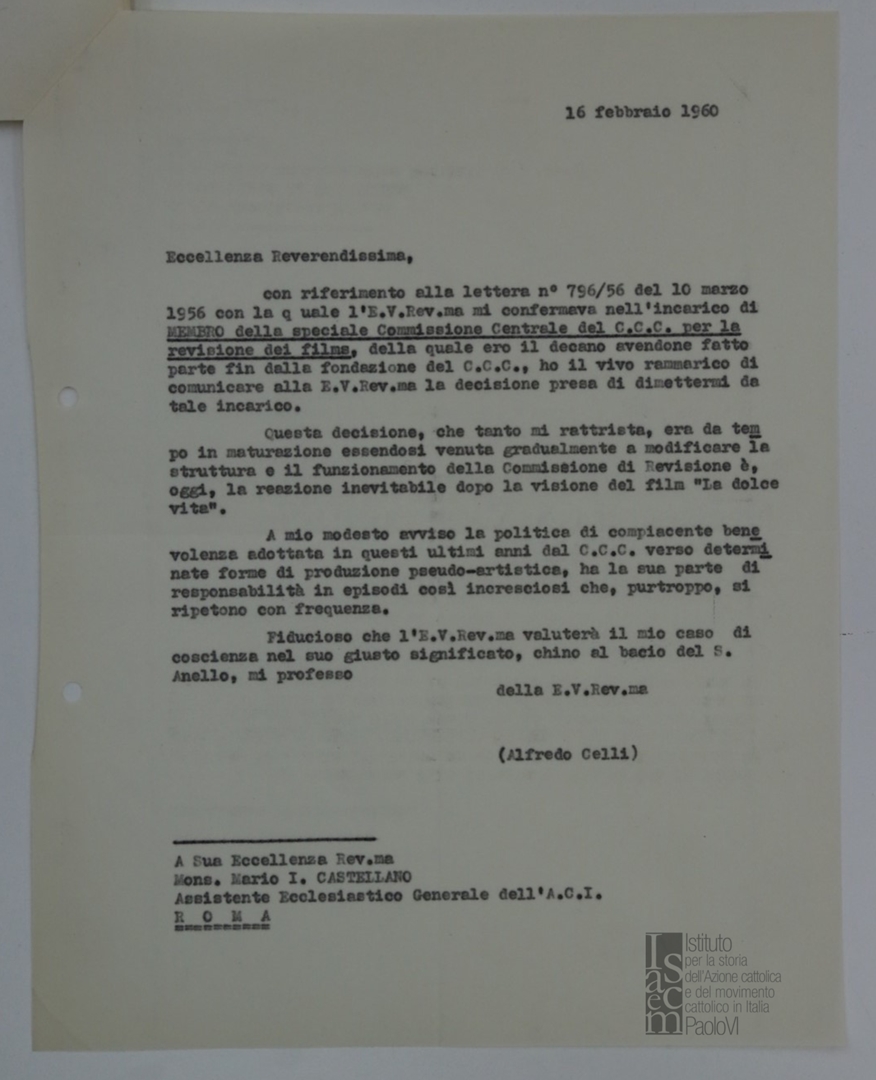 16 febbraio 1960
Eccellenza Reverendissima,
con riferimento alla lettera n° 796/56 del 10 marzo
1956 con la q uale l'E.V.Rev.ma mi confermava nell'incarico di
MEMBRO della speciale Commissione Centrale del C.C.C. per la
revisione dei films, della quale ero il decano avendone fatto
parte fin dalla fondazione del C.C.C., ho il vivo rammarico di
comunicare alla E.V.Rev.ma la decisione presa di dimettermi da
tale incarico.
Questa decisione, che tanto mi rattrista, era da tem
po in maturazione essendosi venuta gradualmente a modificare la
struttura e il funzionamento della Commissione di Revisione è,
oggi, la reazione inevitabile dopo la visione del film "La dolce
vita".
A mio modesto avviso la politica di compiacente bene
volenza adottata in questi ultimi anni dal C.C.C. verso determi
nate forme di produzione pseudo-artistica, ha la sua parte di
responsabilità in episodi così incresciosi che, purtroppo, si
ripetono con frequenza.
Fiducioso che l'E.V.Rev.ma valuterà il mio caso di
coscienza nel suo giusto significato, chino al bacio del S.
Anello, mi professo
della E.V.Rev.ma
(Alfredo Celli)
A Sua Eccellenza Rev.ma
Mons. Mario I. CASTELLANO
Assistente Ecclesiastico Generale dell'A.C.I.
R O M A
Isacem
Istituto
per la storia
dell'Azione cattolica
e del movimento
cattolico in Italia
PaoloVI